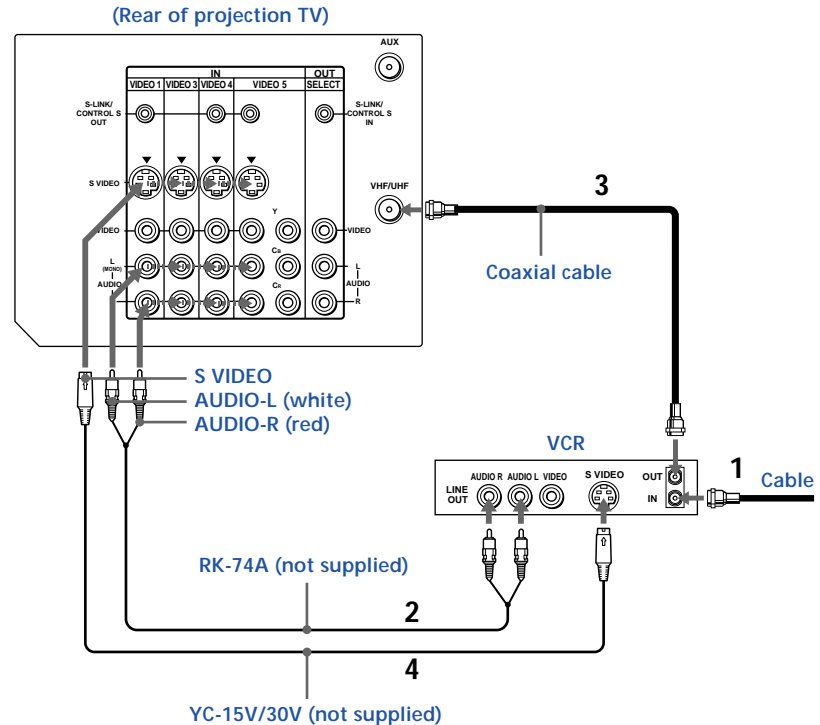 (Rear of projection TV)
AUX
IN
OUT
VIDEO 1 VIDEO 3 VIDEO 4 VIDEO 5 SELECT
S-LINK/
CONTROL S
OUT
S-LINK/
CONTROL S
IN
S VIDEO
VHF/UHF
3
VIDEO
Y
VIDEO
L
(MONO)
AUDIO
CB
CR
L
AUDIO
R
Coaxial cable
S VIDEO
AUDIO-L (white)
AUDIO-R (red)
VCR
AUDIO R AUDIO L VIDEO S VIDEO
LINE
OUT
OUT
IN
1
Cable
RK-74A (not supplied)
2
4
YC-15V/30V (not supplied)